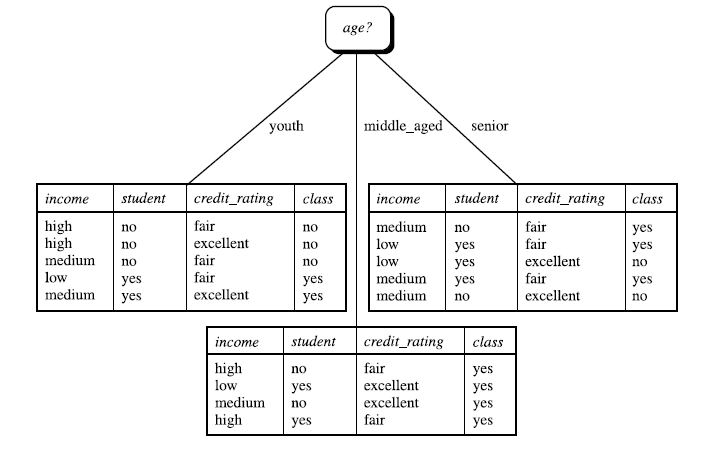 age?
youth middle_aged senior
income student credit_rating class
high no fair no
high no excellent no
medium no fair no
low yes fair yes
medium yes excellent yes
income student credit_rating class
medium no fair yes
low yes fair yes
low yes excellent no
medium yes fair yes
medium no excellent no
income student credit_rating class
high no fair yes
low yes excellent yes
medium no excellent yes
high yes fair yes